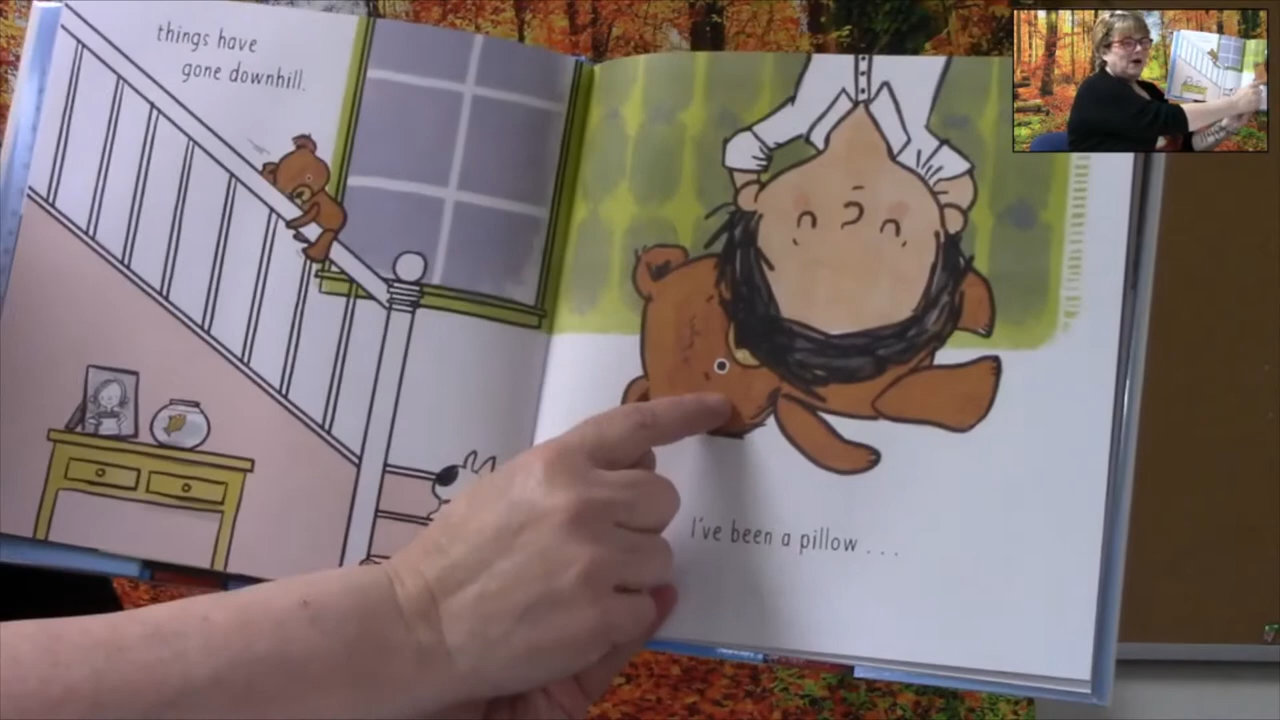 things have
gone downhill.
I've been a pillow . . .